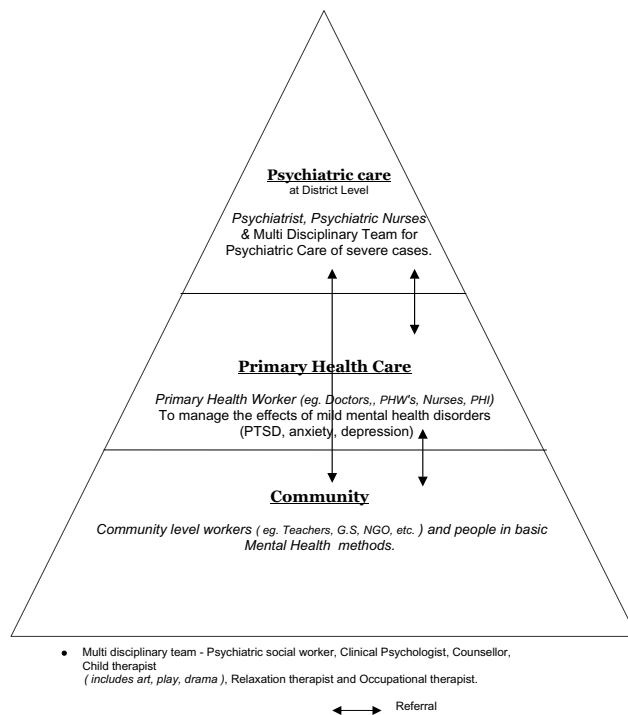 Psychiatric care
at District Level
Psychiatrist, Psychiatric Nurses
& Multi Disciplinary Team for
Psychiatric Care of severe cases.
Primary Health Care
Primary Health Worker (eg. Doctors,, PHW's, Nurses, PHI)
To manage the effects of mild mental health disorders
(PTSD, anxiety, depression)
Community
Community level workers ( eg. Teachers, G.S, NGO, etc. ) and people in basic
Mental Health methods.
● Multi disciplinary team - Psychiatric social worker, Clinical Psychologist, Counsellor,
Child therapist
( includes art, play, drama ), Relaxation therapist and Occupational therapist.
Referral